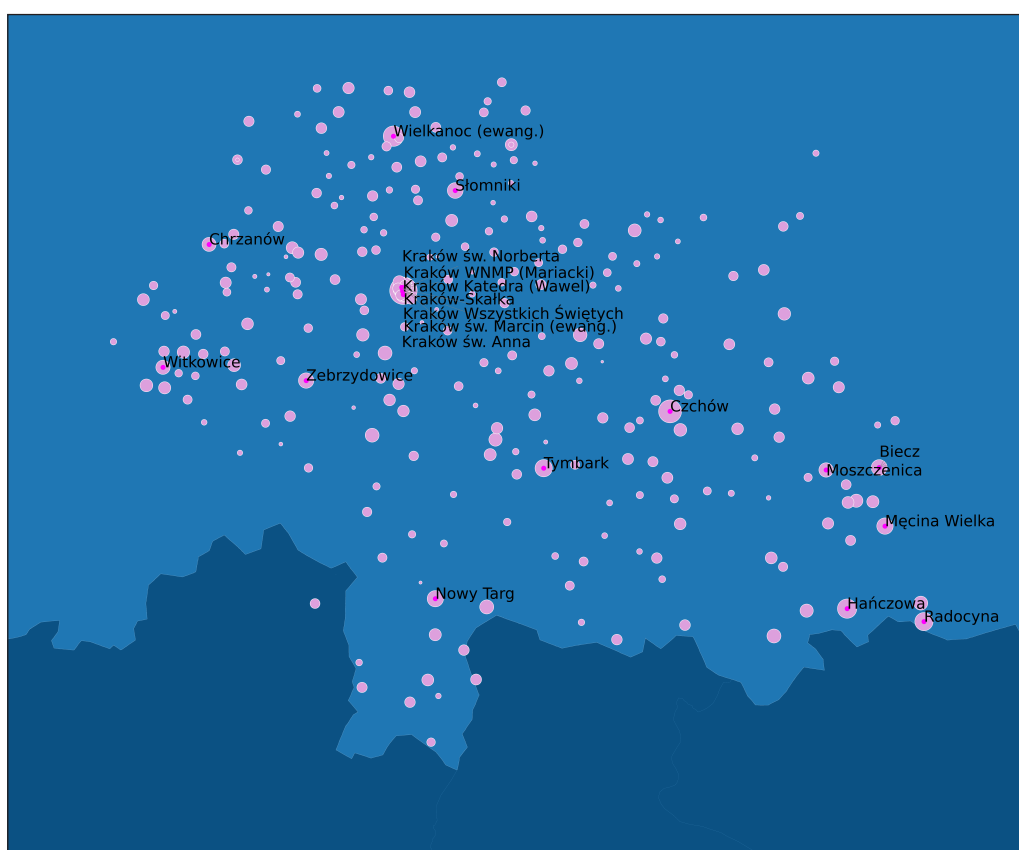 Wielkanoc (ewang.)
Słomniki
Chrzanów
Kraków św. Norberta
Kraków WNMP (Mariacki)
Kraków Katedra (Wawel)
Kraków-Skałka
Kraków Wszystkich Świętych
Kraków św. Marcin (ewang.)
Kraków św. Anna
Witkowice
Zebrzydowice
Czchów
Biecz
Tymbark
Moszczenica
Męcina Wielka
Nowy Targ
Hańczowa
Radocyna